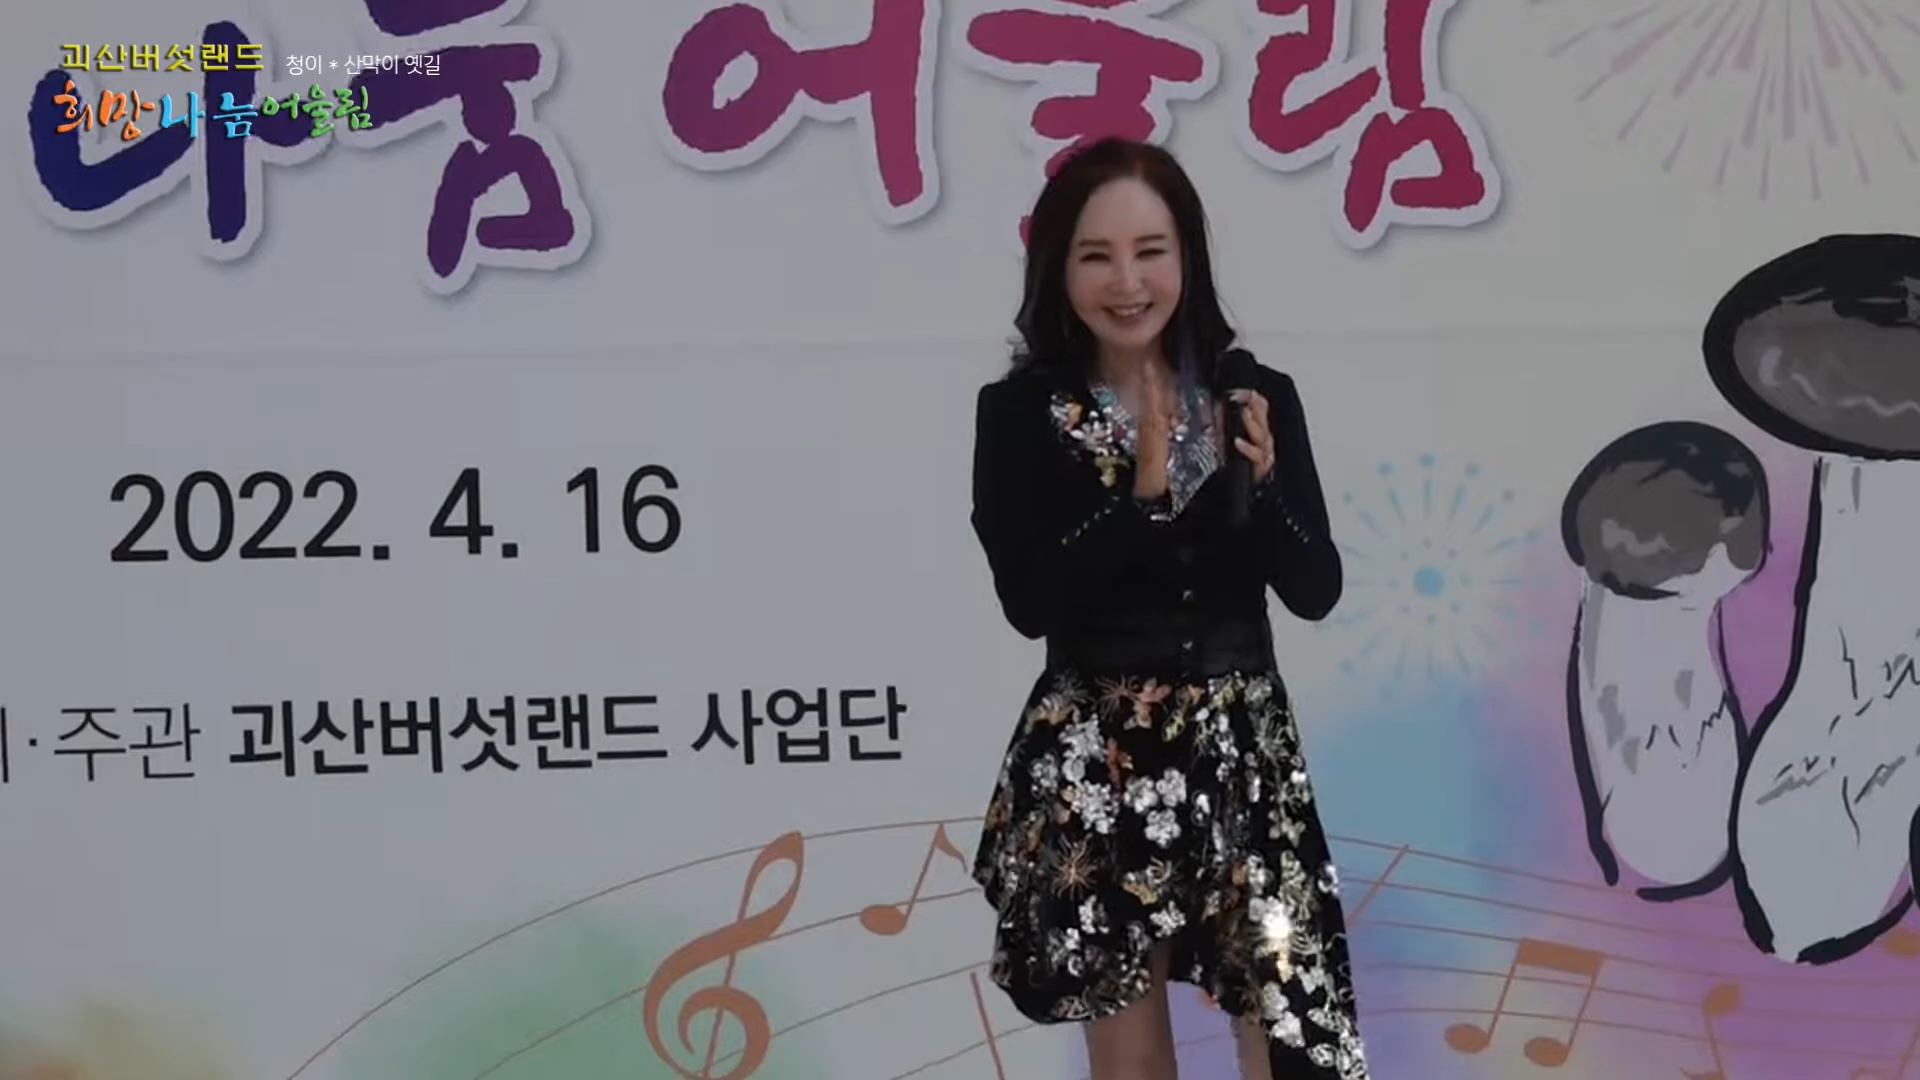 괴산버섯랜드 청이 * 산막이 옛길
희망나눔어울림
나눔 어울림
2022. 4. 16
· 주관 괴산버섯랜드 사업단